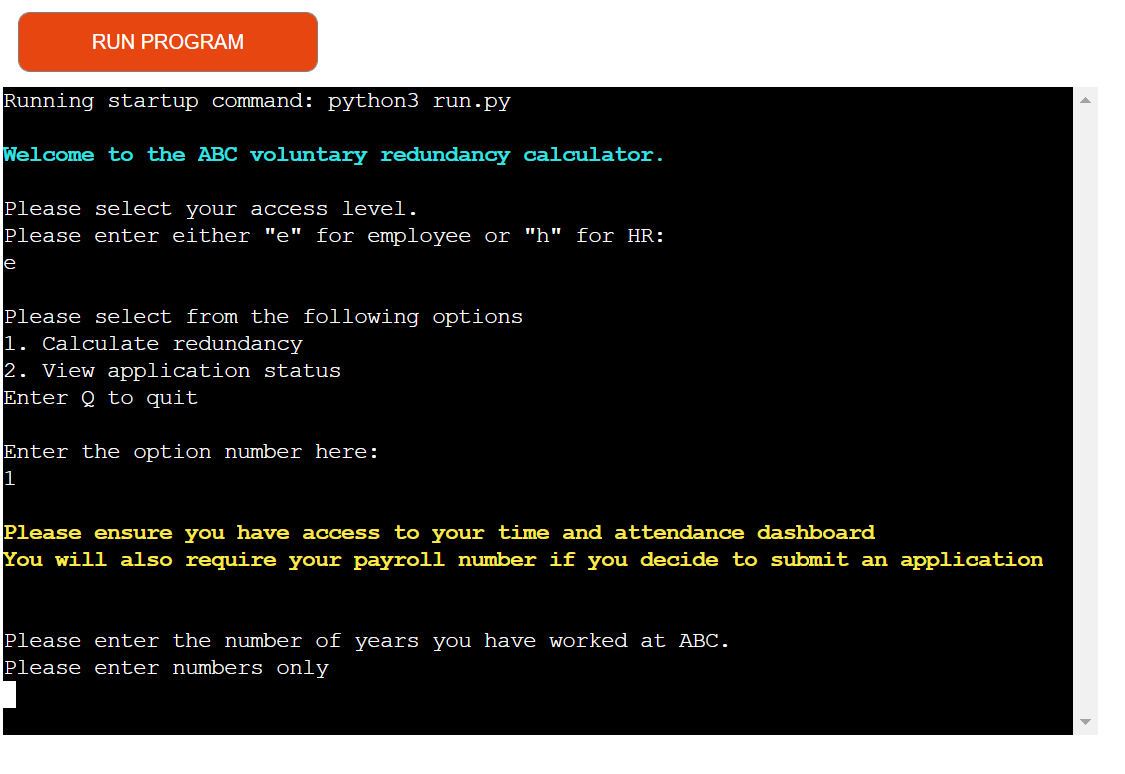 RUN PROGRAM
Running startup command: python3 run.py
Welcome to the ABC voluntary redundancy calculator.
Please select your access level.
Please enter either "e" for employee or "h" for HR:
e
Please select from the following options
1. Calculate redundancy
2. View application status
Enter Q to quit
Enter the option number here:
1
Please ensure you have access to your time and attendance dashboard
You will also require your payroll number if you decide to submit an application
Please enter the number of years you have worked at ABC.
Please enter numbers only